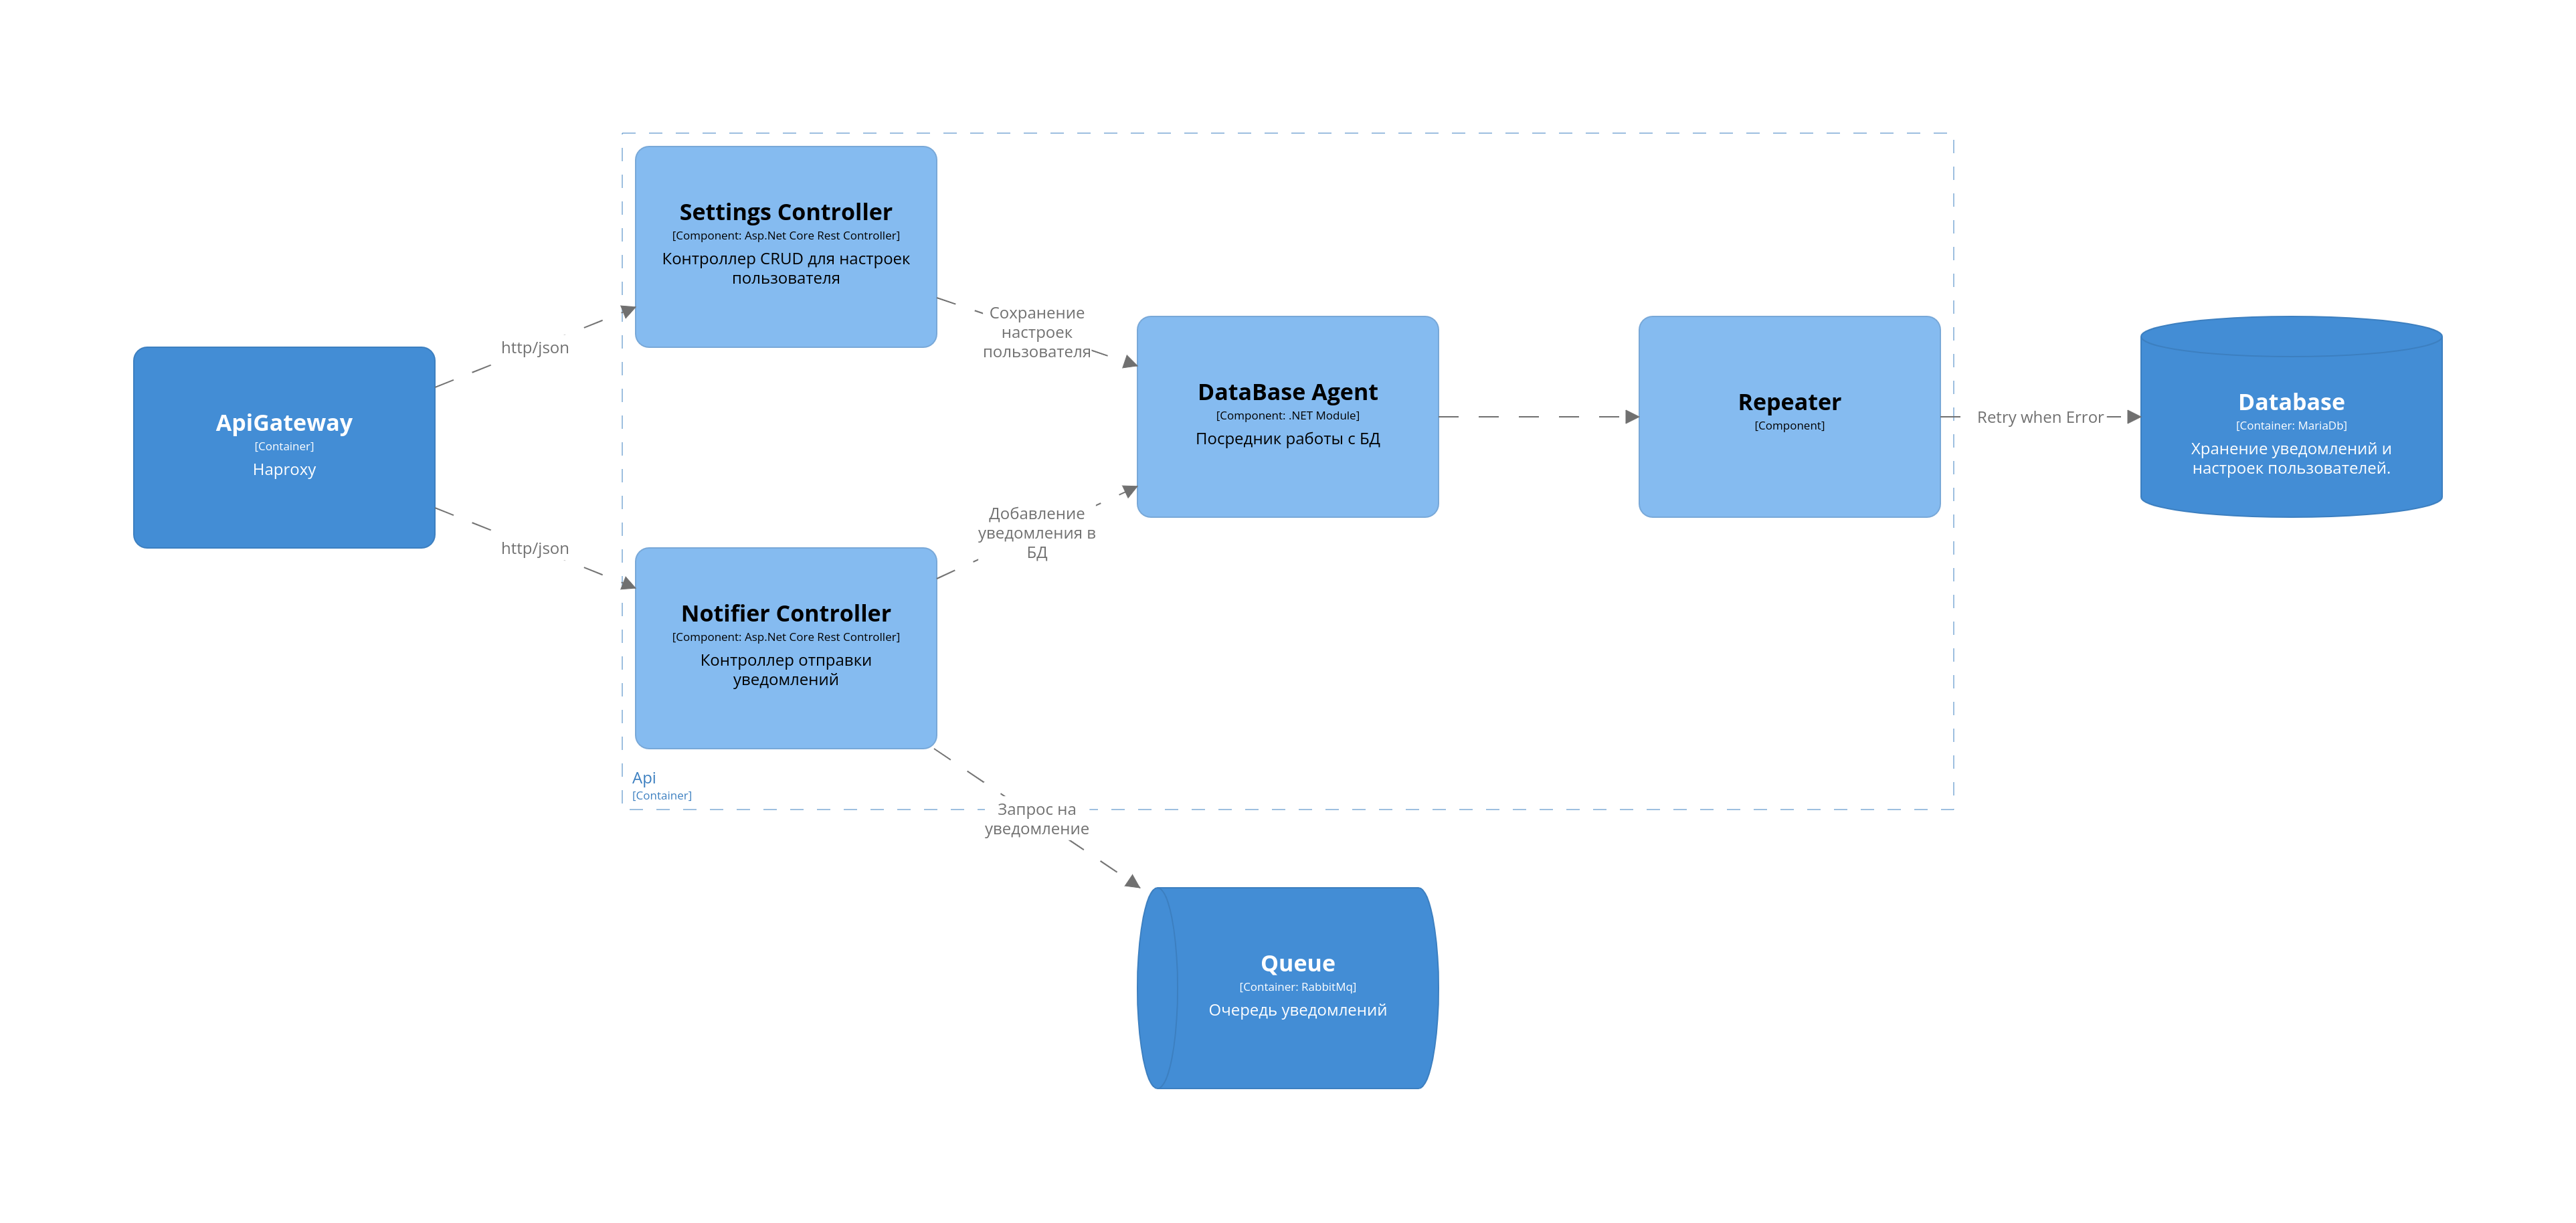 ApiGateway
[Container]
Haproxy
http/json
http/json
Settings Controller
[Component: Asp.Net Core Rest Controller]
Контроллер CRUD для настроек
пользователя
Notifier Controller
[Component: Asp.Net Core Rest Controller]
Контроллер отправки
уведомлений
Api
[Container]
Сохранение
настроек
пользователя
Добавление
уведомления в
БД
Запрос на
уведомление
DataBase Agent
[Component: .NET Module]
Посредник работы с БД
Queue
[Container: RabbitMq]
Очередь уведомлений
Repeater
[Component]
Retry when Error
Database
[Container: MariaDb]
Хранение уведомлений и
настроек пользователей.